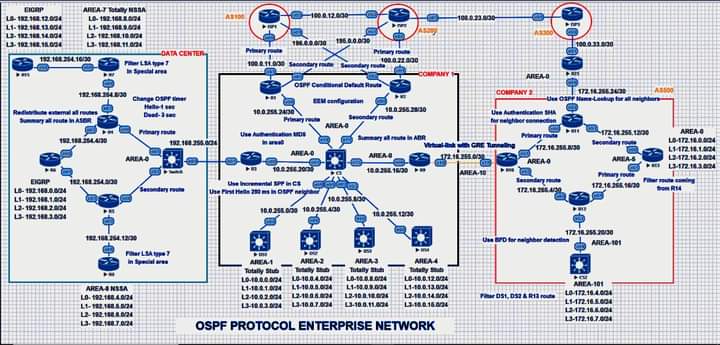 EIGRP
L0- 192.168.12.0/24
L1- 192.168.13.0/24
L2- 192.168.14.0/24
L3- 192.168.15.0/24
AREA-7 Totally NSSA
L0- 192.168.8.0/24
L1- 192.168.9.0/24
L2- 192.168.10.0/24
L3- 192.168.11.0/24
AS100
ISP1
100.0.12.0/30
AS200
ISP2
100.0.23.0/30
AS300
ISP3
196.0.0.0/30
195.0.0.0/30
Primary route
100.0.11.0/30
Primary route
100.0.22.0/30
100.0.33.0/30
Secondary route
Secondary route
DATA CENTER
192.168.254.16/30
Filter LSA type 7
in Special area
192.168.254.8/30
Change OSPF timer
Hello-1 sec
Dead- 3 sec
Redistribute external all routes
Summary all route in ASBR
R4
192.168.254.4/30
AREA-0
Primary route
192.168.255.0/24
Switch
R6
192.168.254.0/30
AREA-0
Secondary route
EIGRP
L0- 192.168.0.0/24
L1- 192.168.1.0/24
L2- 192.168.2.0/24
L3- 192.168.3.0/24
R5
192.168.254.12/30
Filter LSA type 7
in Special area
AREA-8 NSSA
L0- 192.168.4.0/24
L1- 192.168.5.0/24
L2- 192.168.6.0/24
L3- 192.168.7.0/24
COMPANY 1
OSPF Conditional Default Route
EEM configuration
10.0.255.24/30
10.0.255.28/30
Primary route
Secondary route
AREA-0
Use Authentication MD5
in area0
Summary all route in ABR
AREA-0
AREA-0
10.0.255.20/30
CS
10.0.255.16/30
Use Incremental SPF in CS
Use First Hello 250 ms in OSPF neighbor
10.0.255.0/30
10.0.255.4/30
10.0.255.8/30
10.0.255.12/30
DS1
DS2
DS3
DS4
AREA-1
Totally Stub
L0-10.0.0.0/24
L1-10.0.1.0/24
L2-10.0.2.0/24
L3-10.0.3.0/24
AREA-2
Totally Stub
L0-10.0.4.0/24
L1-10.0.5.0/24
L2-10.0.6.0/24
L3-10.0.7.0/24
AREA-3
Totally Stub
L0-10.0.8.0/24
L1-10.0.9.0/24
L2-10.0.10.0/24
L3-10.0.11.0/24
AREA-4
Totally Stub
L0-10.0.12.0/24
L1-10.0.13.0/24
L2-10.0.14.0/24
L3-10.0.15.0/24
Virtual-link with GRE Tunneling
172.16.255.0/30
AREA-10
AREA-0
172.16.255.24/30
COMPANY 2
AS500
Use OSPF Name-Lookup for all neighbors
Use Authentication SHA
for neighbor connection
Primary route
172.16.255.8/30
172.16.255.12/30
Secondary route
AREA-0
L0-172.16.0.0/24
L1-172.16.1.0/24
L2-172.16.2.0/24
L3-172.16.3.0/24
AREA-0
AREA-5
R10
Secondary route
172.16.255.4/30
172.16.255.16/30
Primary route
Filter route coming
from R14
172.16.255.20/30
Use BFD for neighbor detection
AREA-101
CS2
AREA-101
L0-172.16.4.0/24
L1-172.16.5.0/24
L2-172.16.6.0/24
L3-172.16.7.0/24
Filter DS1, DS2 & R13 route
OSPF PROTOCOL ENTERPRISE NETWORK